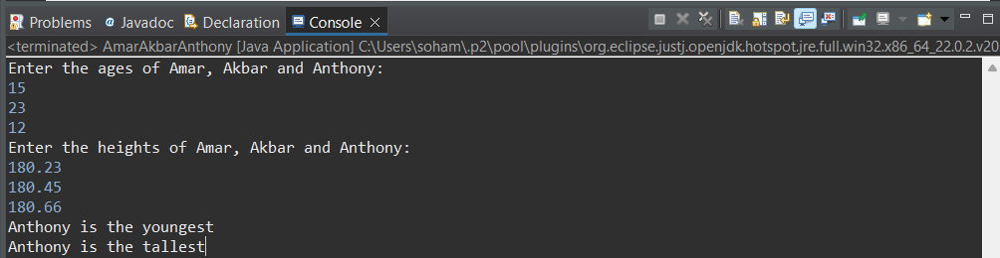 Problems @ Javadoc Declaration Console
<terminated> AmarAkbarAnthony [Java Application] C:\Users\soham\.p2\pool\plugins\org.eclipse.justj.openjdk.hotspot.jre.full.win32.x86_64_22.0.2.v20
Enter the ages of Amar, Akbar and Anthony:
15
23
12
Enter the heights of Amar, Akbar and Anthony:
180.23
180.45
180.66
Anthony is the youngest
Anthony is the tallest